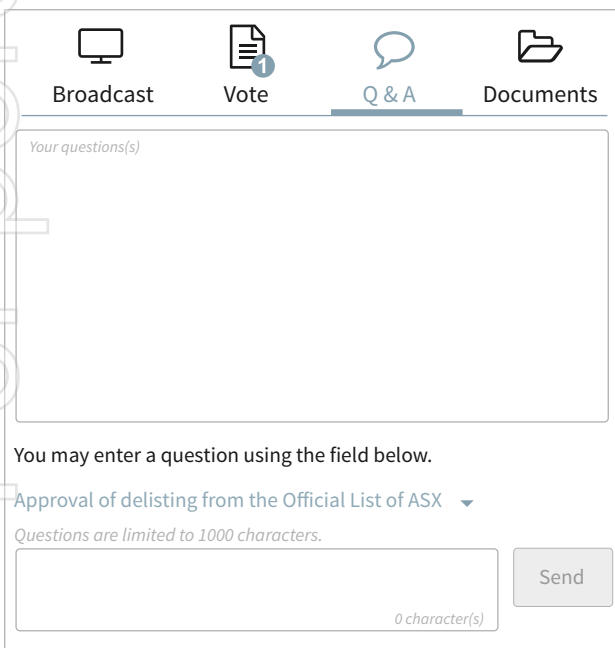 Broadcast Vote Q & A Documents
1
Your questions(s)
You may enter a question using the field below.
Approval of delisting from the Official List of ASX
Questions are limited to 1000 characters.
Send
0 character(s)